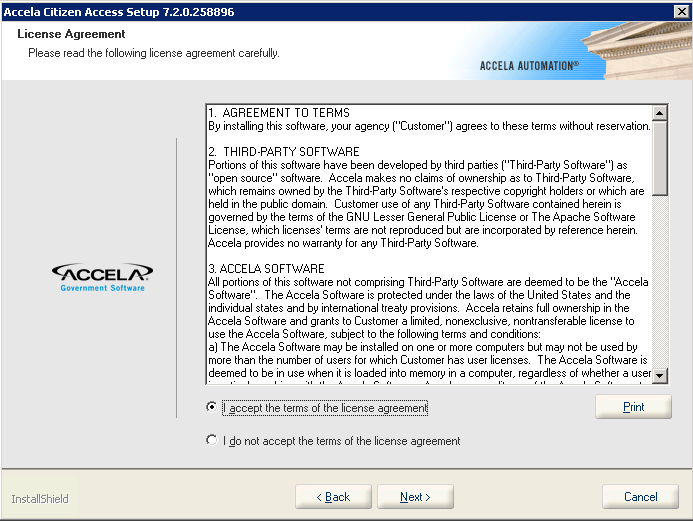 Accela Citizen Access Setup 7.2.0.258896
License Agreement
Please read the following license agreement carefully.
ACCELA AUTOMATION®
1.  AGREEMENT TO TERMS
By installing this software, your agency ("Customer") agrees to these terms without reservation.
2.  THIRD-PARTY SOFTWARE
Portions of this software have been developed by third parties ("Third-Party Software") as
"open source" software.  Accela makes no claims of ownership as to Third-Party Software,
which remains owned by the Third-Party Software's respective copyright holders or which are
held in the public domain.  Customer use of any Third-Party Software contained herein is
governed by the terms of the GNU Lesser General Public License or The Apache Software
License, which licenses' terms are not reproduced but are incorporated by reference herein.
Accela provides no warranty for any Third-Party Software.
3. ACCELA SOFTWARE
All portions of this software not comprising Third-Party Software are deemed to be the "Accela
Software".  The Accela Software is protected under the laws of the United States and the
individual states and by international treaty provisions.  Accela retains full ownership in the
Accela Software and grants to Customer a limited, nonexclusive, nontransferable license to
use the Accela Software, subject to the following terms and conditions:
a) The Accela Software may be installed on one or more computers but may not be used by
more than the number of users for which Customer has user licenses.  The Accela Software is
deemed to be in use when it is loaded into memory in a computer, regardless of whether a user
ACCELA
Government Software
I accept the terms of the license agreement
Print
I do not accept the terms of the license agreement
InstallShield
< Back
Next >
Cancel